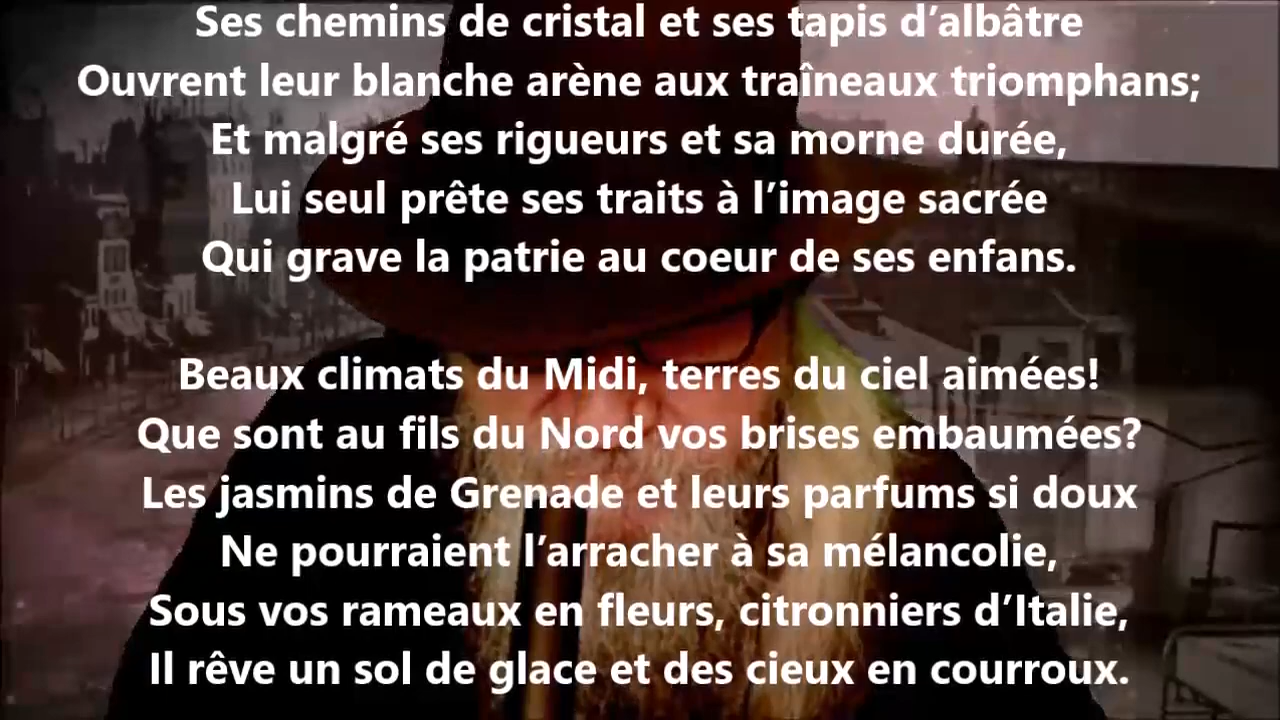 Ses chemins de cristal et ses tapis d’albâtre
Ouvrent leur blanche arène aux traîneaux triomphans;
Et malgré ses rigueurs et sa morne durée,
Lui seul prête ses traits à l’image sacrée
Qui grave la patrie au coeur de ses enfans.
Beaux climats du Midi, terres du ciel aimées!
Que sont au fils du Nord vos brises embaumées?
Les jasmins de Grenade et leurs parfums si doux
Ne pourraient l’arracher à sa mélancolie,
Sous vos rameaux en fleurs, citronniers d’Italie,
Il rêve un sol de glace et des cieux en courroux.